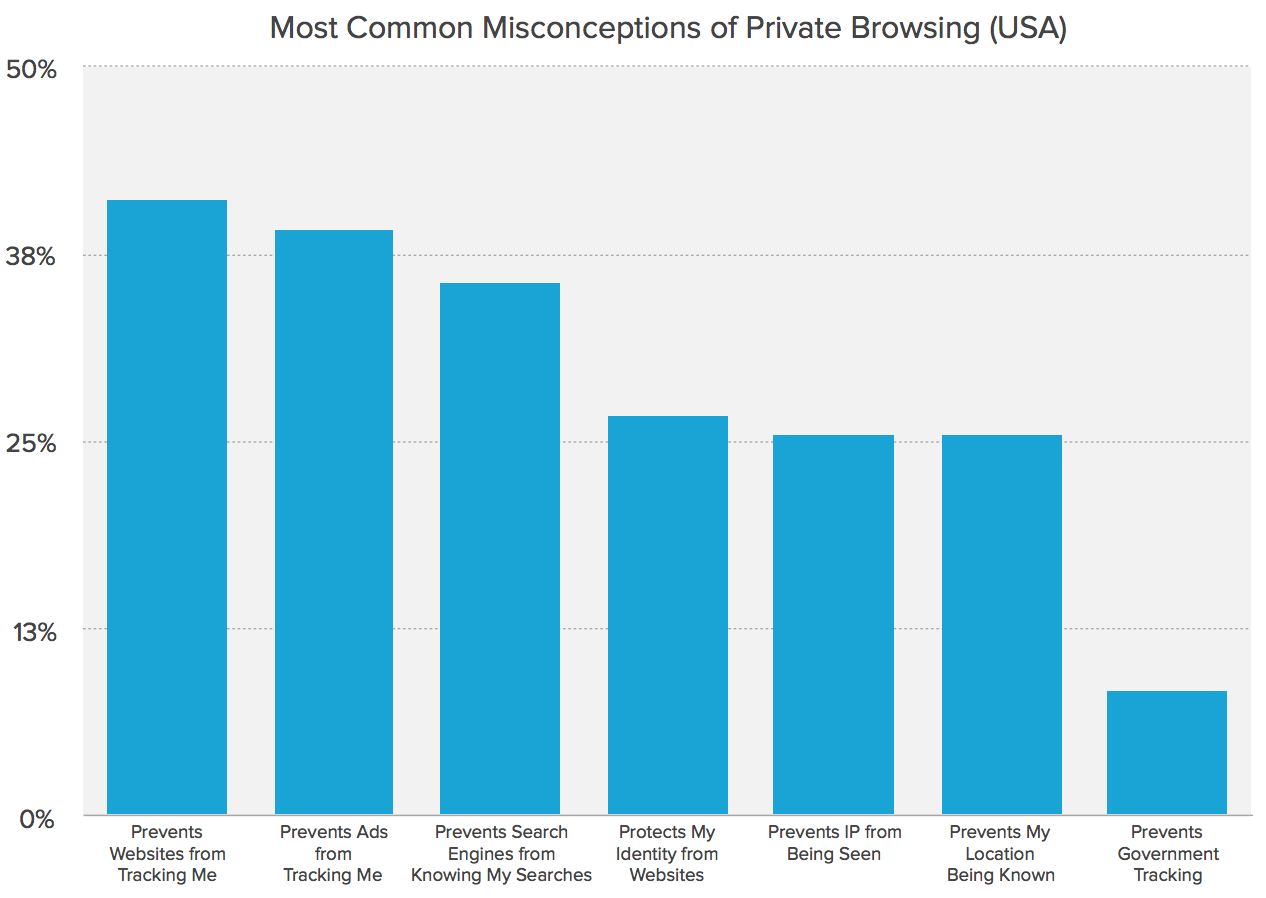 Most Common Misconceptions of Private Browsing (USA)
50%
38%
25%
13%
0%
Prevents
Websites from
Tracking Me
Prevents Ads
from
Tracking Me
Prevents Search
Engines from
Knowing My Searches
Protects My
Identity from
Websites
Prevents IP from
Being Seen
Prevents My
Location
Being Known
Prevents
Government
Tracking